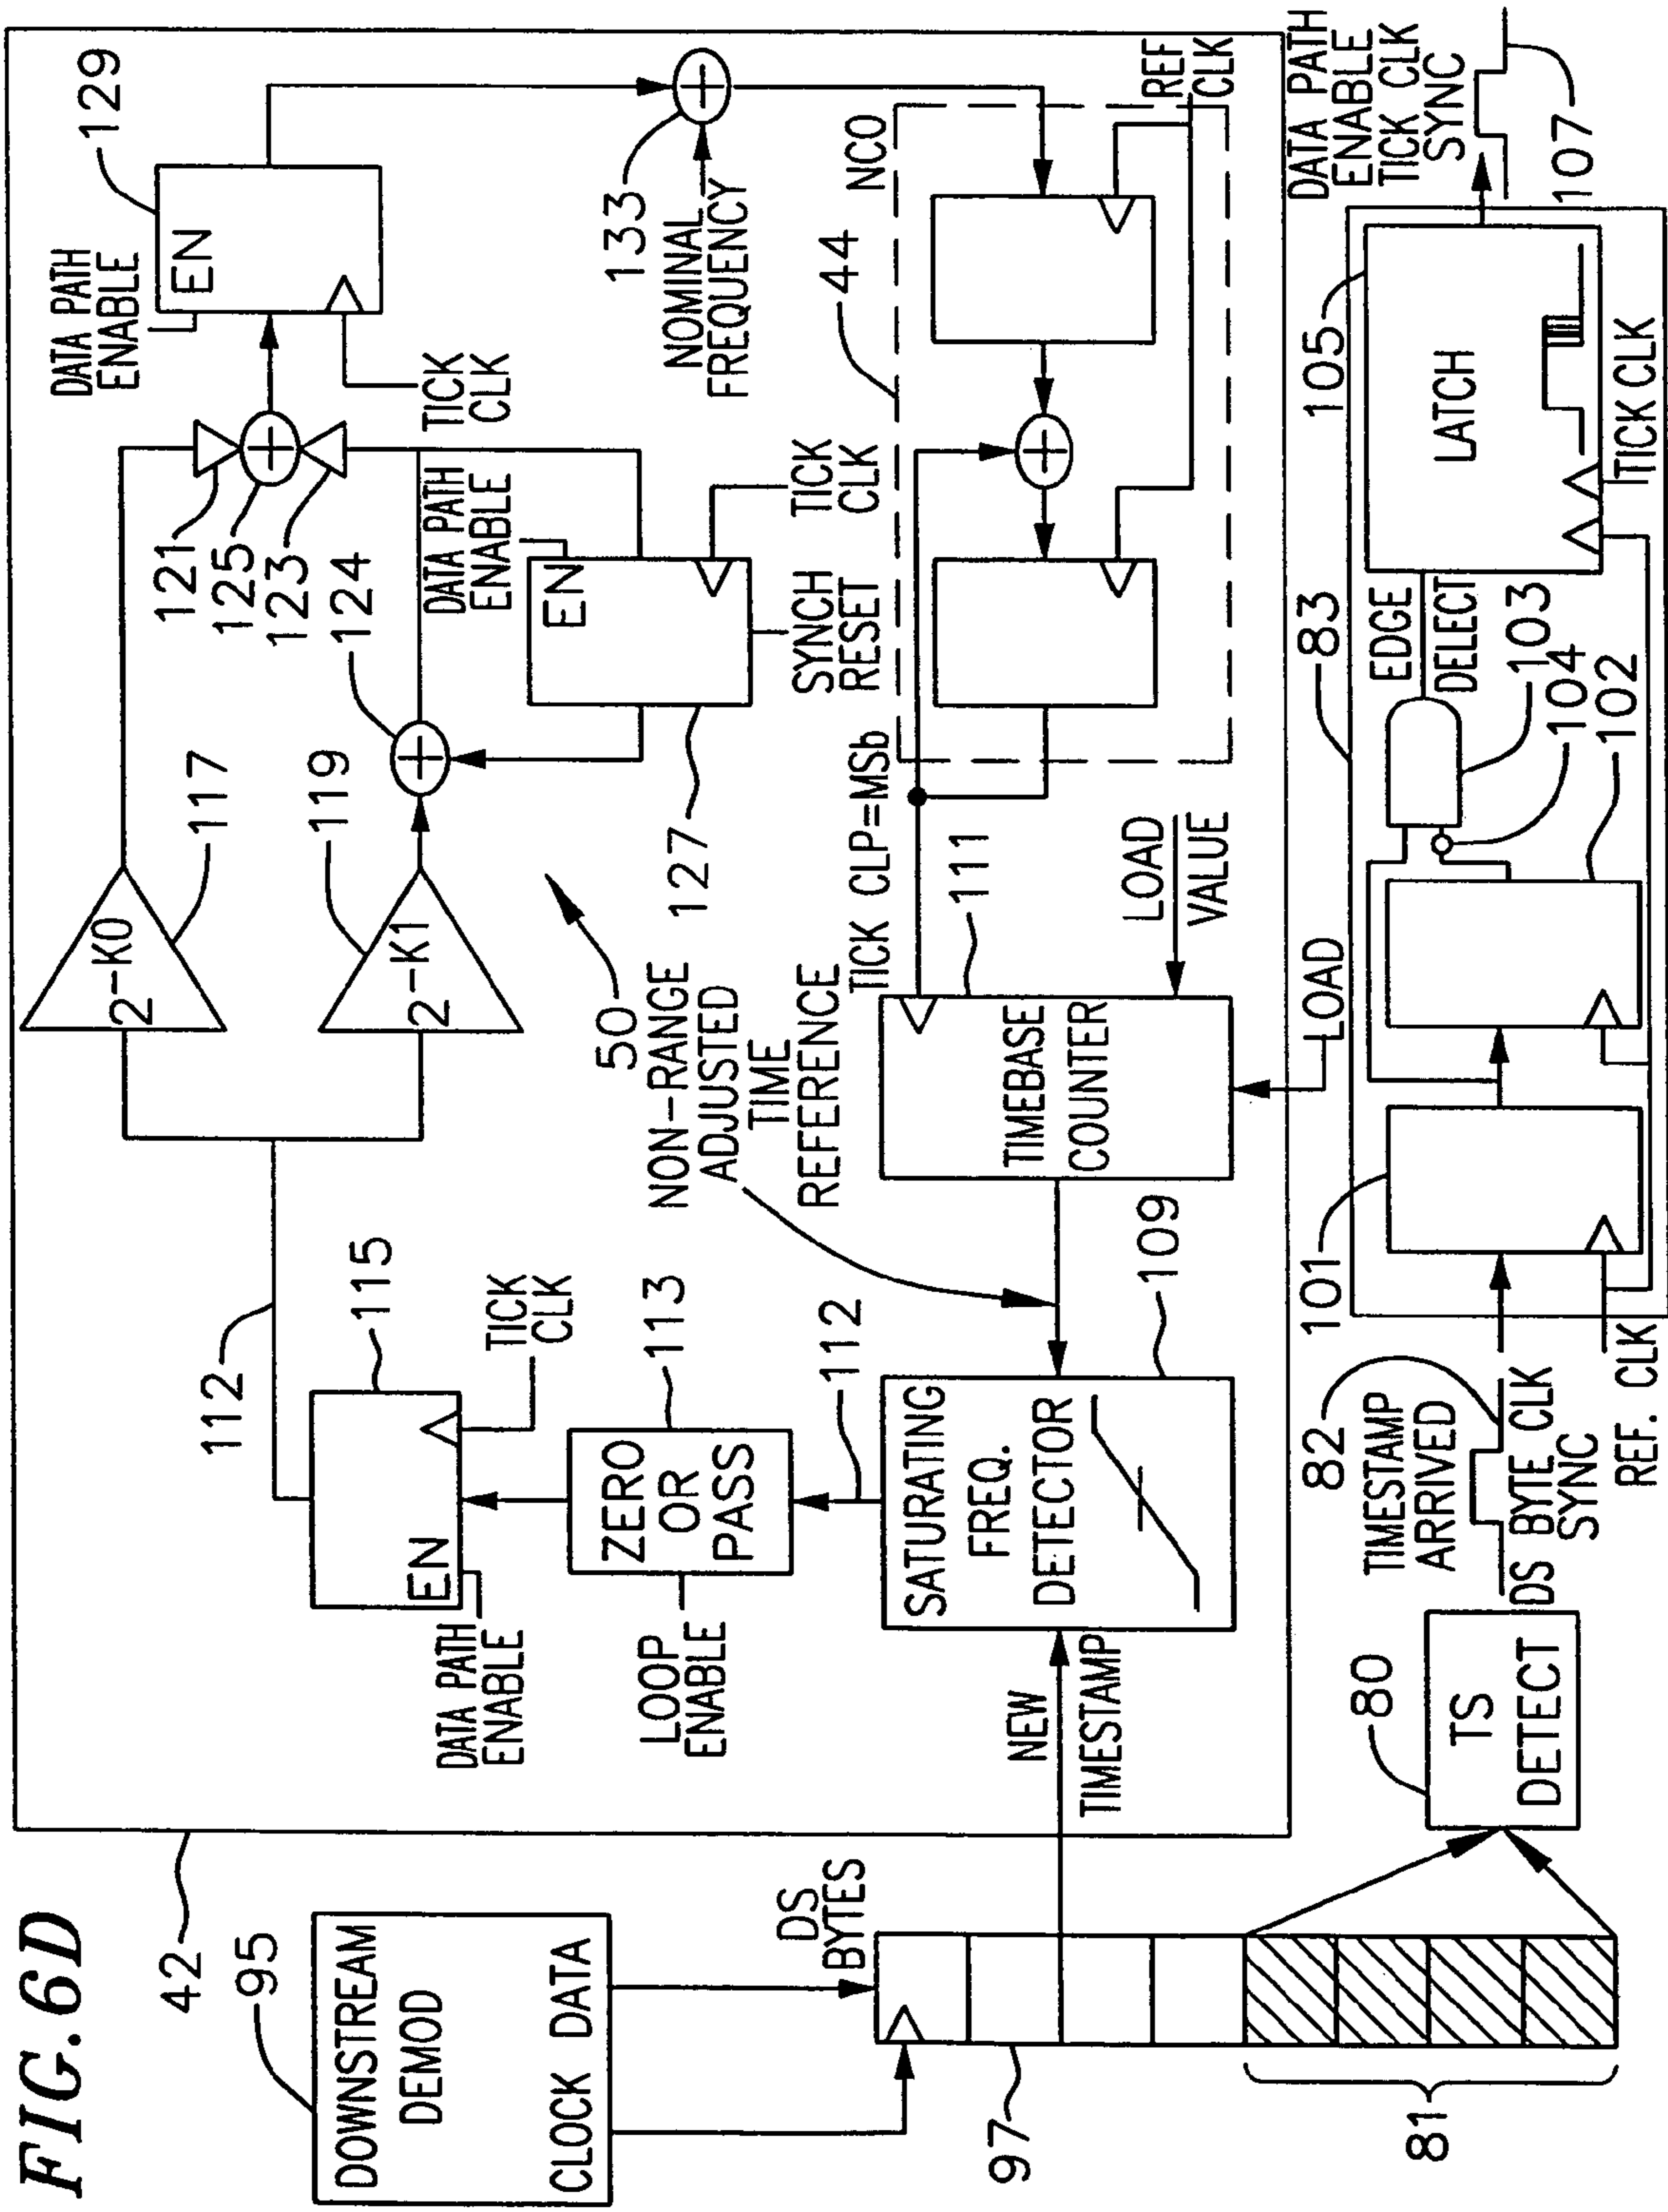 FIG.6D
42
95
DOWNSTREAM
DEMOD
CLOCK DATA
DS
BYTES
97
81
112
115
DATA PATH
ENABLE
EN
TICK
CLK
LOOP
ENABLE
ZERO
OR
PASS
113
112
NEW
TIMESTAMP
SATURATING
FREQ.
DETECTOR
109
2-K0
117
2-K1
119
50
NON-RANGE
ADJUSTED
TIME
REFERENCE
TIMEBASE
COUNTER
111
TICK CLP=MSb
LOAD
VALUE
LOAD
121
125
123
124
DATA PATH
ENABLE
EN
127
SYNCH
RESET
TICK
CLK
DATA PATH
ENABLE
EN
129
TICK
CLK
133
NOMINAL
FREQUENCY
44
NCO
REF
CLK
80
TS
DETECT
82
TIMESTAMP
ARRIVED
DS BYTE CLK
SYNC
REF. CLK
101
83
EDGE
DELECT
103
104
102
105
LATCH
TICK CLK
DATA PATH
ENABLE
TICK CLK
SYNC
107